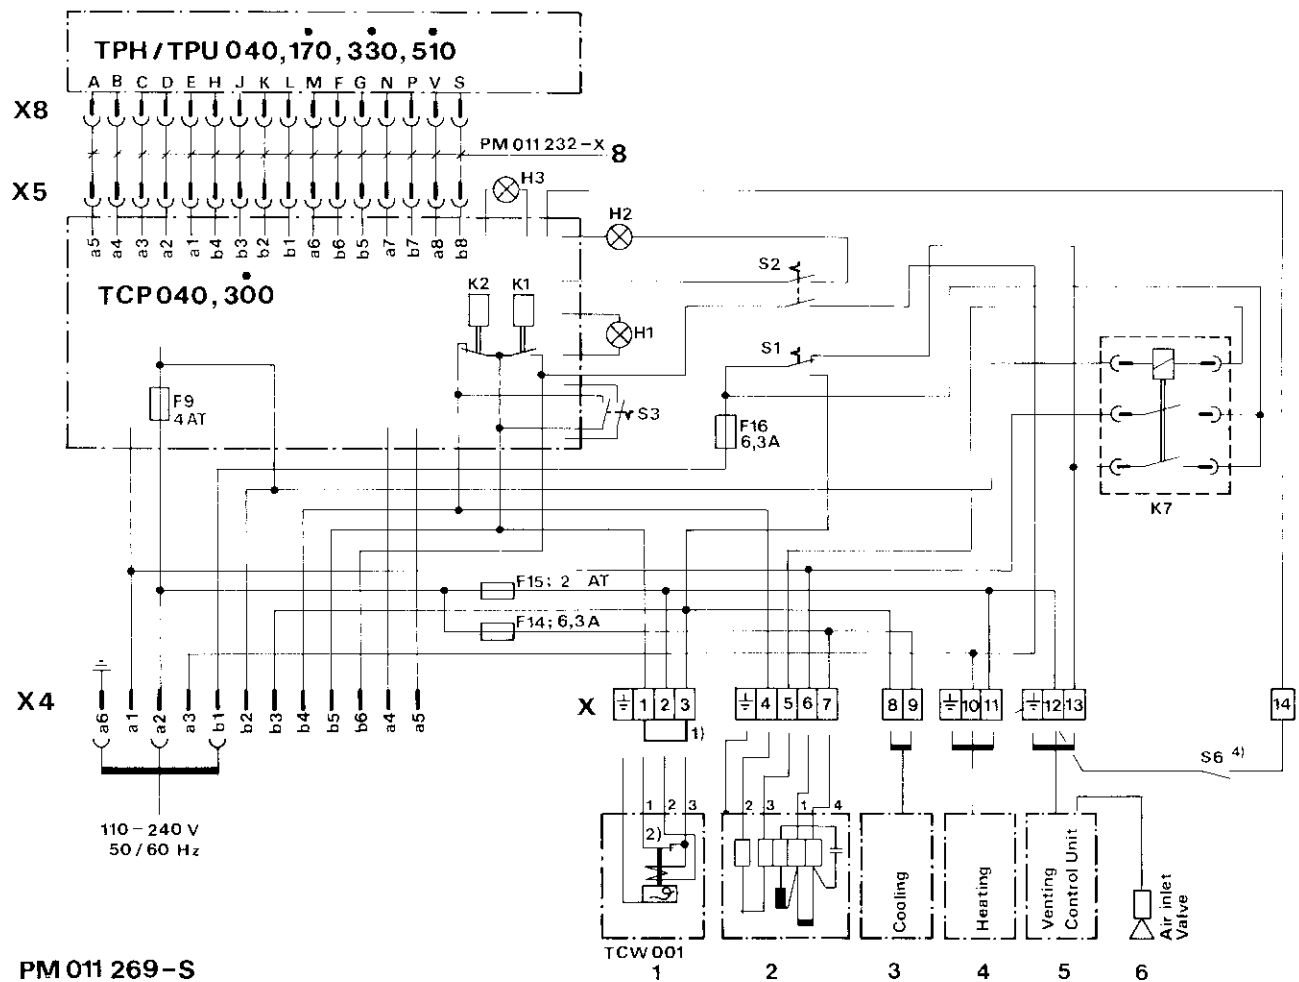 TPH/TPU 040, 170, 330, 510
A B C D E H J K L M F G N P V S
X8
PM 011 232-X 8
X5
H3
H2
a5 a4 a3 a2 a1 b4 b3 b2 b1 a6 b6 b5 a7 b7 a8 b8
S2
TCP 040, 300
K2 K1
H1
S1
F9
4 AT
S3
F16
6,3A
K7
F15; 2 AT
F14; 6,3 A
X4
a6 a1 a2 a3 b1 b2 b3 b4 b5 b6 a4 a5
X
1 2 3
4 5 6 7
8 9
10 11
12 13
14
1)
S6 4)
110-240 V
50/60 Hz
1 2 3
2 3 1 4
2)
Cooling
Heating
Venting
Control Unit
Air inlet
Valve
TCW 001
1 2 3 4 5 6
PM 011 269-S